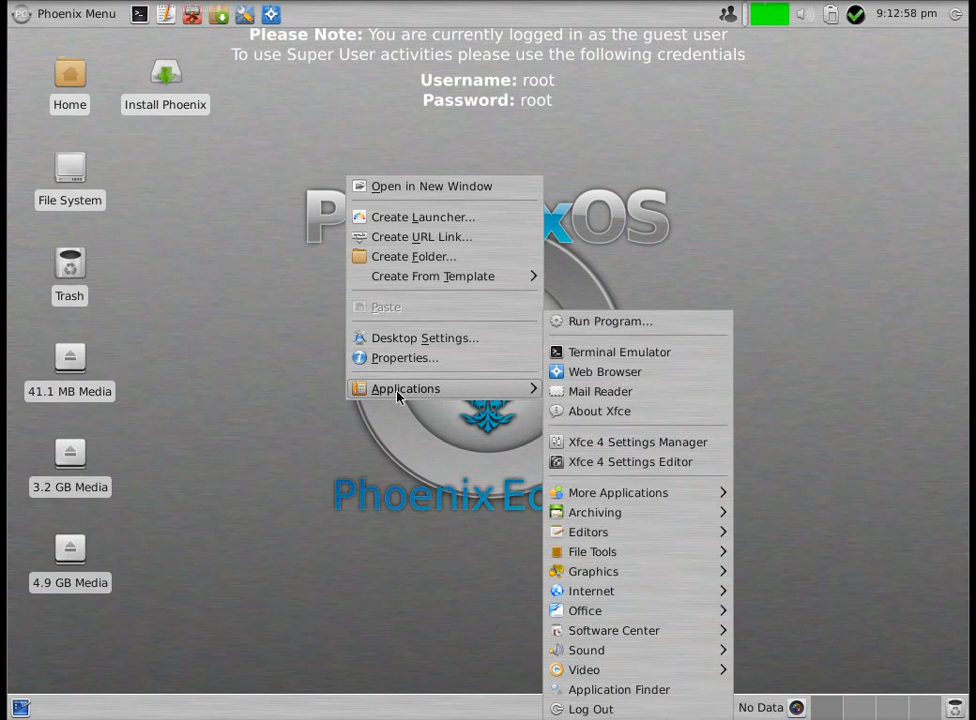 Phoenix Menu
9:12:58 pm
Please Note: You are currently logged in as the guest user
To use Super User activities please use the following credentials
Username: root
Password: root
Home
Install Phoenix
File System
Trash
41.1 MB Media
3.2 GB Media
4.9 GB Media
P
xOS
Phoenix Ed
Open in New Window
Create Launcher...
Create URL Link...
Create Folder...
Create From Template
Paste
Desktop Settings...
Properties...
Applications
Run Program...
Terminal Emulator
Web Browser
Mail Reader
About Xfce
Xfce 4 Settings Manager
Xfce 4 Settings Editor
More Applications
Archiving
Editors
File Tools
Graphics
Internet
Office
Software Center
Sound
Video
Application Finder
Log Out
No Data